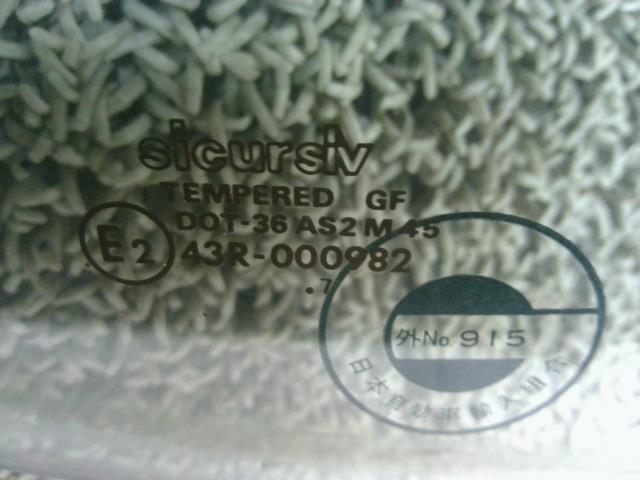 sicursiv
TEMPERED GF
DOT-36 AS2 M 45
E2
43R-000982
.7
外No. 915
日本自動車輸入組合